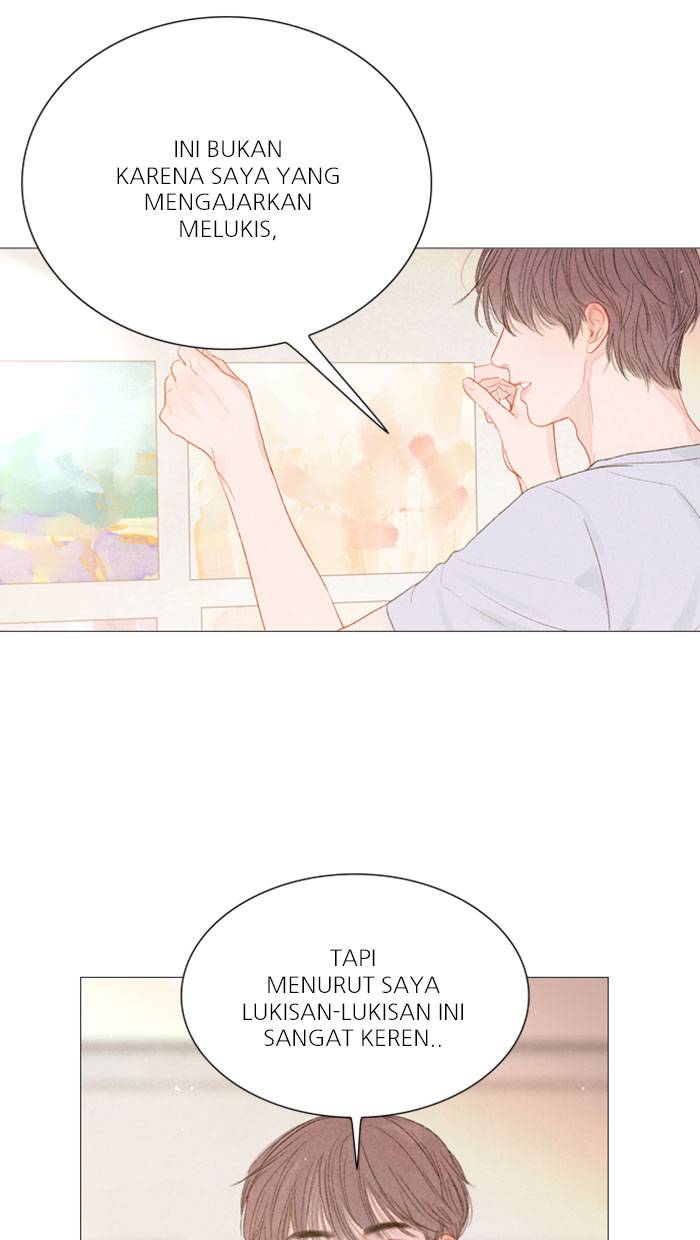 INI BUKAN
KARENA SAYA YANG
MENGAJARKAN
MELUKIS,
TAPI
MENURUT SAYA
LUKISAN-LUKISAN INI
SANGAT KEREN..